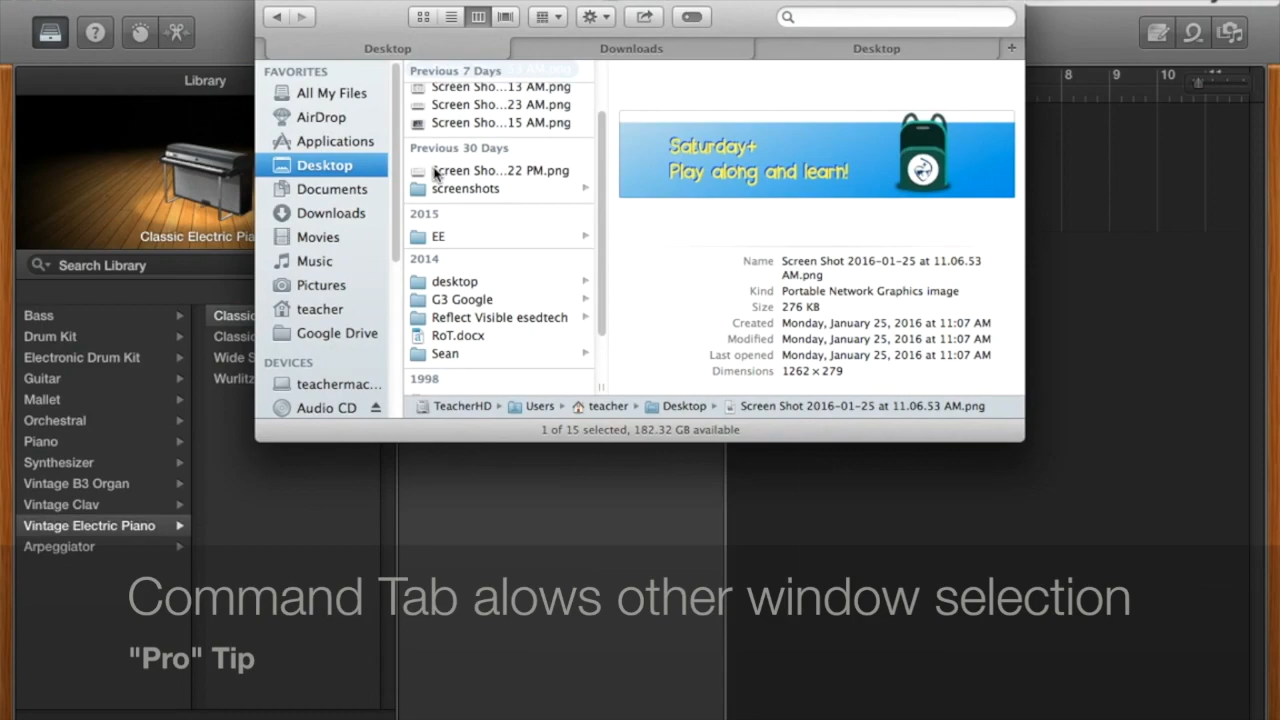 Desktop
Downloads
Desktop
+
Library
Classic Electric Pia
Search Library
Bass
Drum Kit
Electronic Drum Kit
Guitar
Mallet
Orchestral
Piano
Synthesizer
Vintage B3 Organ
Vintage Clav
Vintage Electric Piano
Arpeggiator
Classic
Classic
Wide S
Wurlitz
FAVORITES
All My Files
AirDrop
Applications
Desktop
Documents
Downloads
Movies
Music
Pictures
teacher
Google Drive
DEVICES
teachermac...
Audio CD
Previous 7 Days
Screen Sho...13 AM.png
Screen Sho...23 AM.png
Screen Sho...15 AM.png
Previous 30 Days
Screen Sho...22 PM.png
screenshots
2015
EE
2014
desktop
G3 Google
Reflect Visible esedtech
RoT.docx
Sean
1998
Saturday+
Play along and learn!
Name Screen Shot 2016-01-25 at 11.06.53
AM.png
Kind Portable Network Graphics image
Size 276 KB
Created Monday, January 25, 2016 at 11:07 AM
Modified Monday, January 25, 2016 at 11:07 AM
Last opened Monday, January 25, 2016 at 11:07 AM
Dimensions 1262 × 279
TeacherHD Users teacher Desktop Screen Shot 2016-01-25 at 11.06.53 AM.png
1 of 15 selected, 182.32 GB available
8 9 10 11
Command Tab alows other window selection
"Pro" Tip